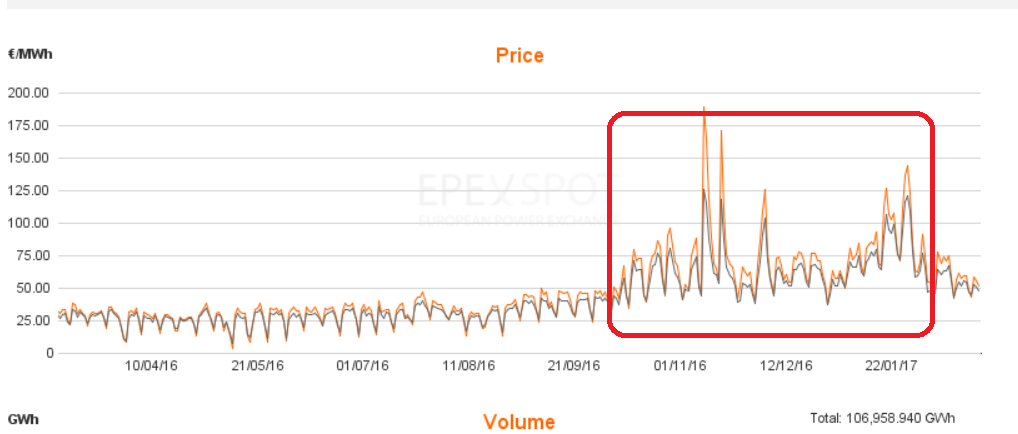 €/MWh
Price
200.00
175.00
150.00
125.00
100.00
75.00
50.00
25.00
0
EPEXSPOT
EUROPEAN POWER EXCHANGE
10/04/16 21/05/16 01/07/16 11/08/16 21/09/16 01/11/16 12/12/16 22/01/17
GWh
Volume
Total: 106,958.940 GWh